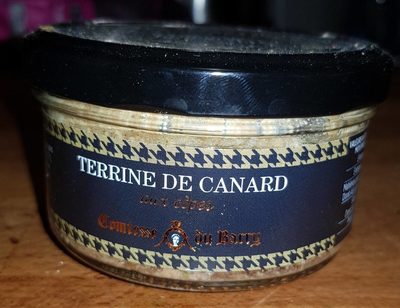 TERRINE DE CANARD
aux cèpes
Comtesse du Barry